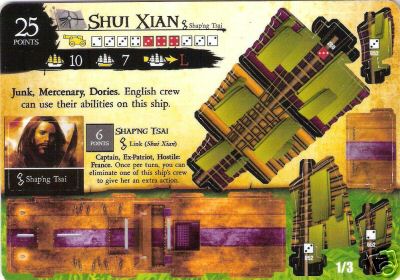 25
POINTS
SHUI XIAN
Shap'ng Tsai
10 7 L
Junk, Mercenary, Dories. English crew
can use their abilities on this ship.
6
POINTS
SHAP'NG TSAI
Link (Shui Xian)
Captain, Ex-Patriot, Hostile:
France. Once per turn, you can
eliminate one of this ship's crew
to give her an extra action.
Shap'ng Tsai
052
052
1/3